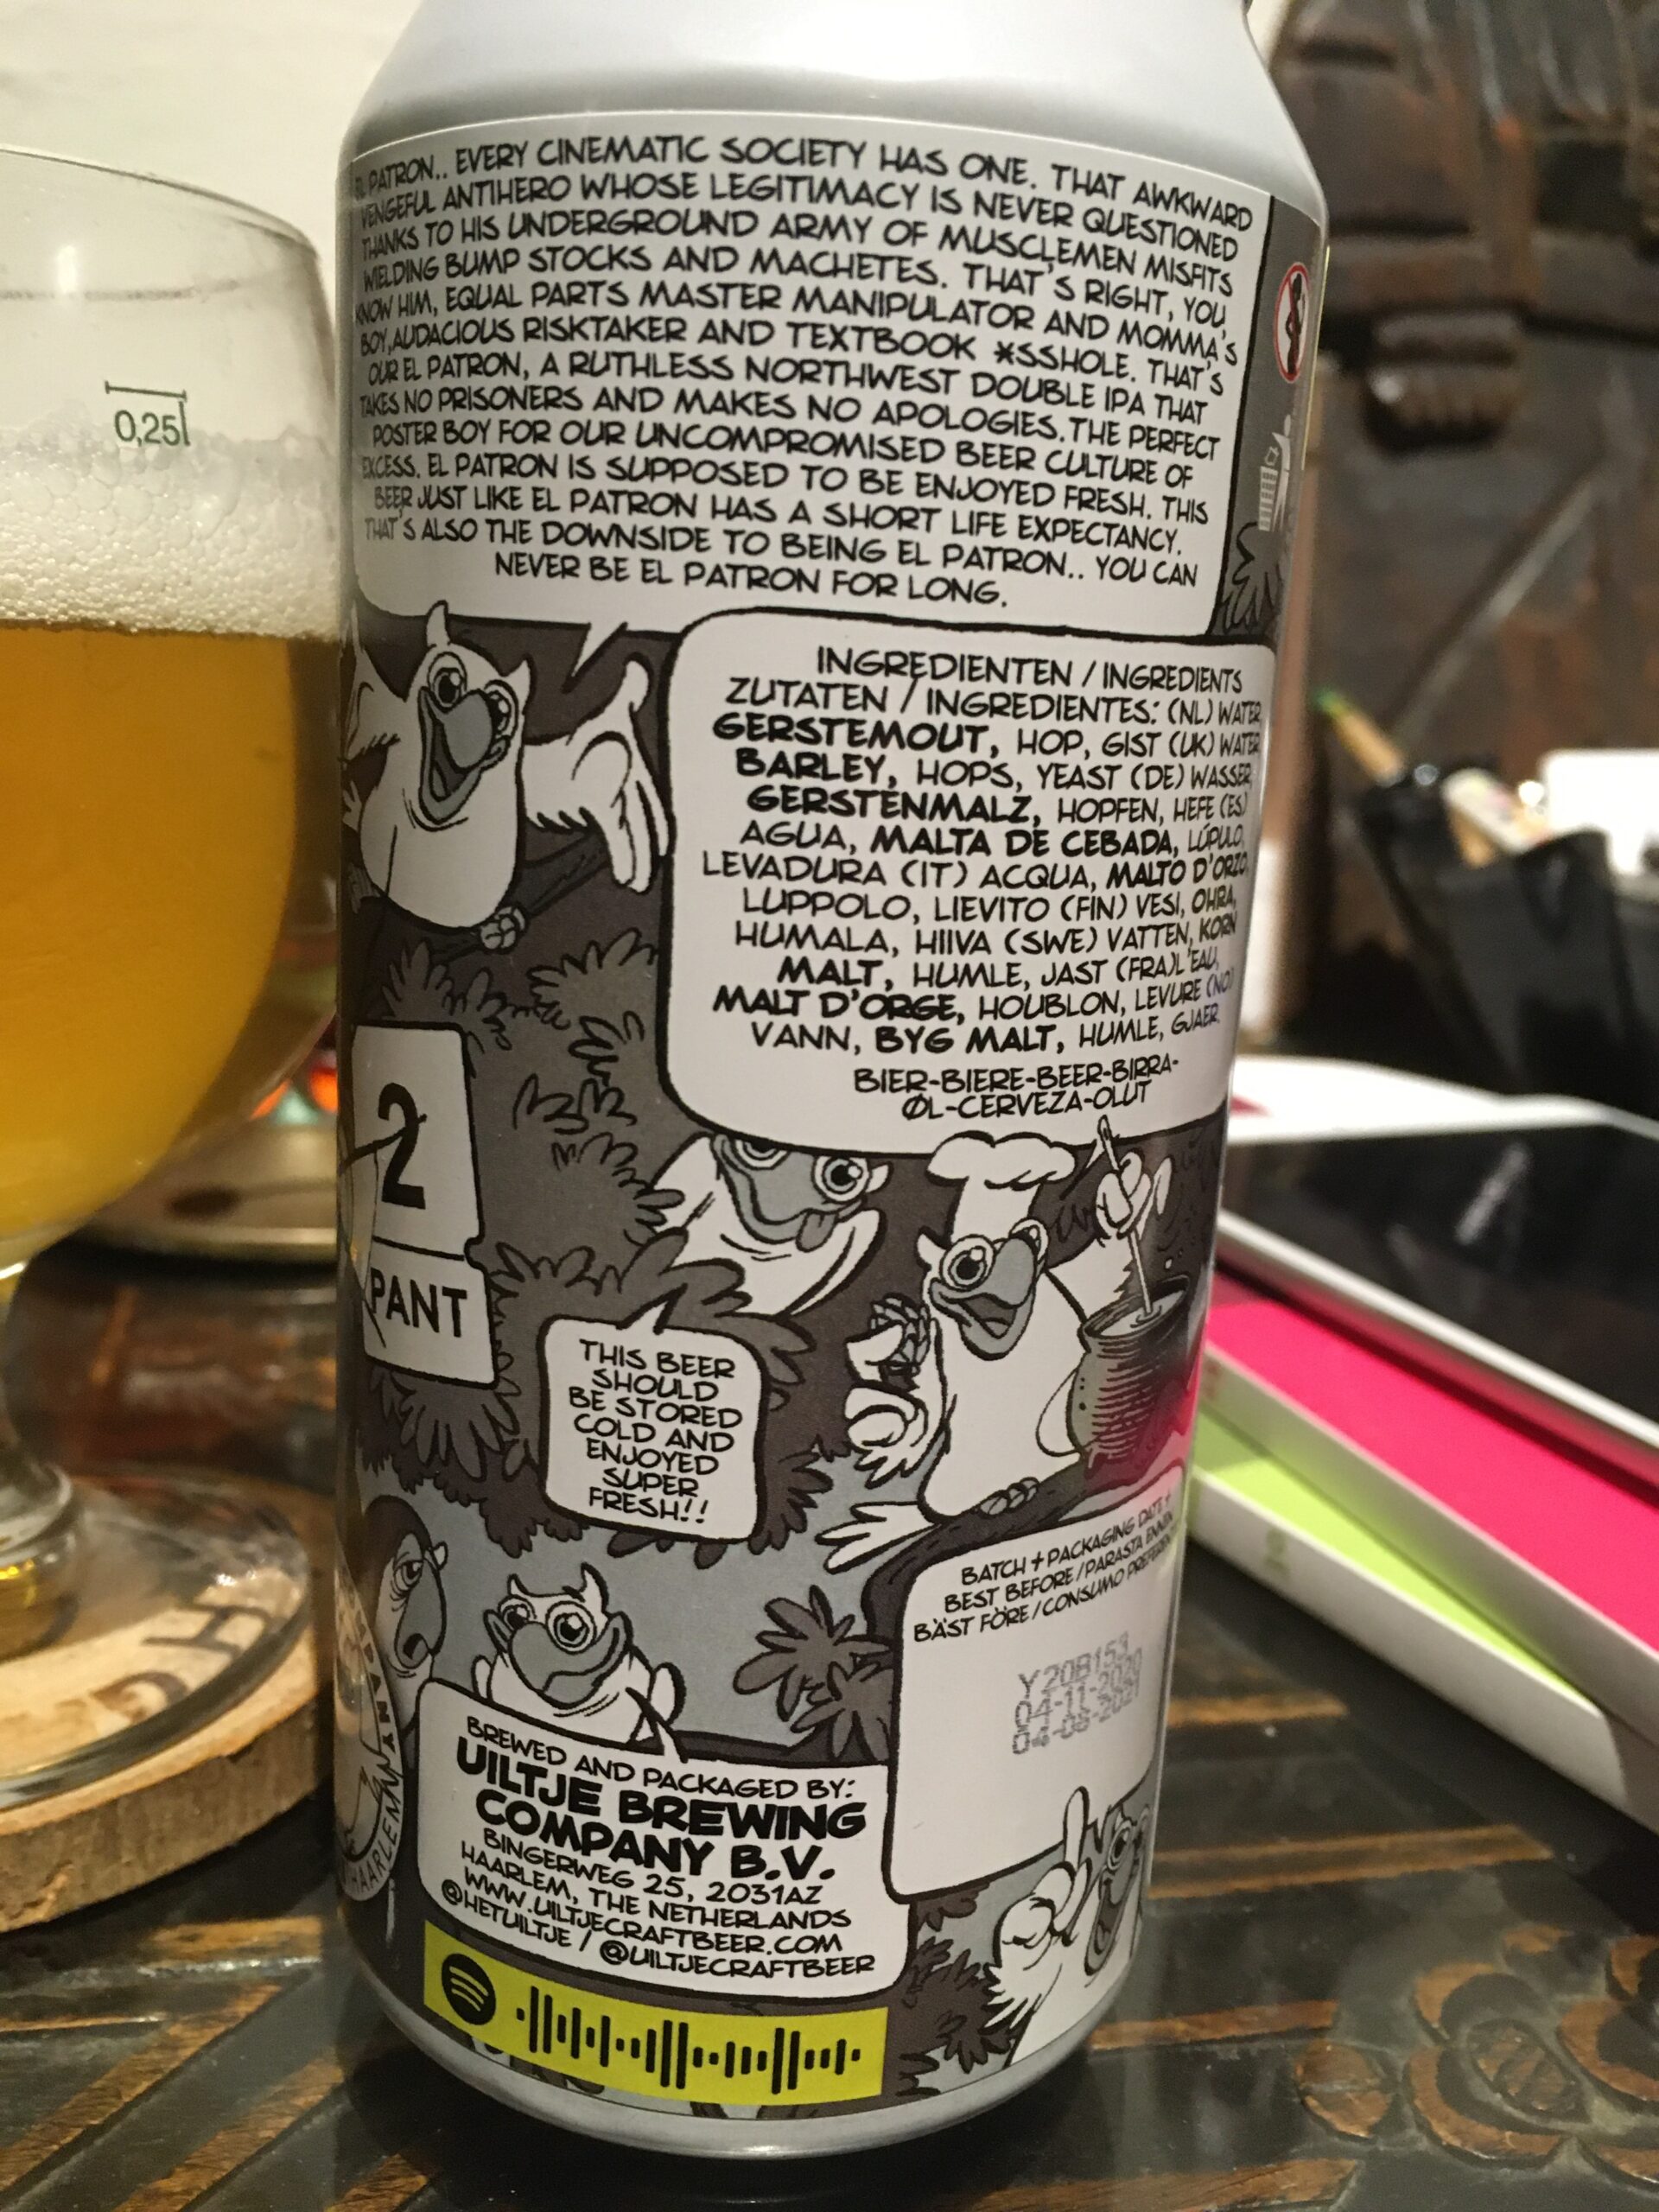 0,25l
EL PATRON.. EVERY CINEMATIC SOCIETY HAS ONE. THAT AWKWARD
VENGEFUL ANTIHERO WHOSE LEGITIMACY IS NEVER QUESTIONED
THANKS TO HIS UNDERGROUND ARMY OF MUSCLEMEN MISFITS
WIELDING BUMP STOCKS AND MACHETES. THAT'S RIGHT, YOU
KNOW HIM, EQUAL PARTS MASTER MANIPULATOR AND MOMMA'S
BOY, AUDACIOUS RISKTAKER AND TEXTBOOK *SSHOLE. THAT'S
OUR EL PATRON, A RUTHLESS NORTHWEST DOUBLE IPA THAT
TAKES NO PRISONERS AND MAKES NO APOLOGIES. THE PERFECT
POSTER BOY FOR OUR UNCOMPROMISED BEER CULTURE OF
EXCESS. EL PATRON IS SUPPOSED TO BE ENJOYED FRESH. THIS
BEER JUST LIKE EL PATRON HAS A SHORT LIFE EXPECTANCY.
THAT'S ALSO THE DOWNSIDE TO BEING EL PATRON.. YOU CAN
NEVER BE EL PATRON FOR LONG.
INGREDIENTEN / INGREDIENTS
ZUTATEN / INGREDIENTES: (NL) WATER,
GERSTEMOUT, HOP, GIST (UK) WATER,
BARLEY, HOPS, YEAST (DE) WASSER,
GERSTENMALZ, HOPFEN, HEFE (ES)
AGUA, MALTA DE CEBADA, LÚPULO,
LEVADURA (IT) ACQUA, MALTO D'ORZO,
LUPPOLO, LIEVITO (FIN) VESI, OHRA,
HUMALA, HIIVA (SWE) VATTEN, KORN
MALT, HUMLE, JAST (FRA) L'EAU,
MALT D'ORGE, HOUBLON, LEVURE (NO)
VANN, BYG MALT, HUMLE, GJAER
BIER-BIERE-BEER-BIRRA-
ØL-CERVEZA-OLUT
2
PANT
THIS BEER
SHOULD
BE STORED
COLD AND
ENJOYED
SUPER
FRESH!!
BATCH + PACKAGING DATE +
BEST BEFORE / PARASTA ENNEN
BÄST FÖRE / CONSUMO
Y20B153
04-11-2020
04-08-2021
BREWED AND PACKAGED BY:
UILTJE BREWING
COMPANY B.V.
BINGERWEG 25, 2031AZ
HAARLEM, THE NETHERLANDS
WWW.UILTJECRAFTBEER.COM
@HETUILTJE / @UILTJECRAFTBEER
HAARLEM